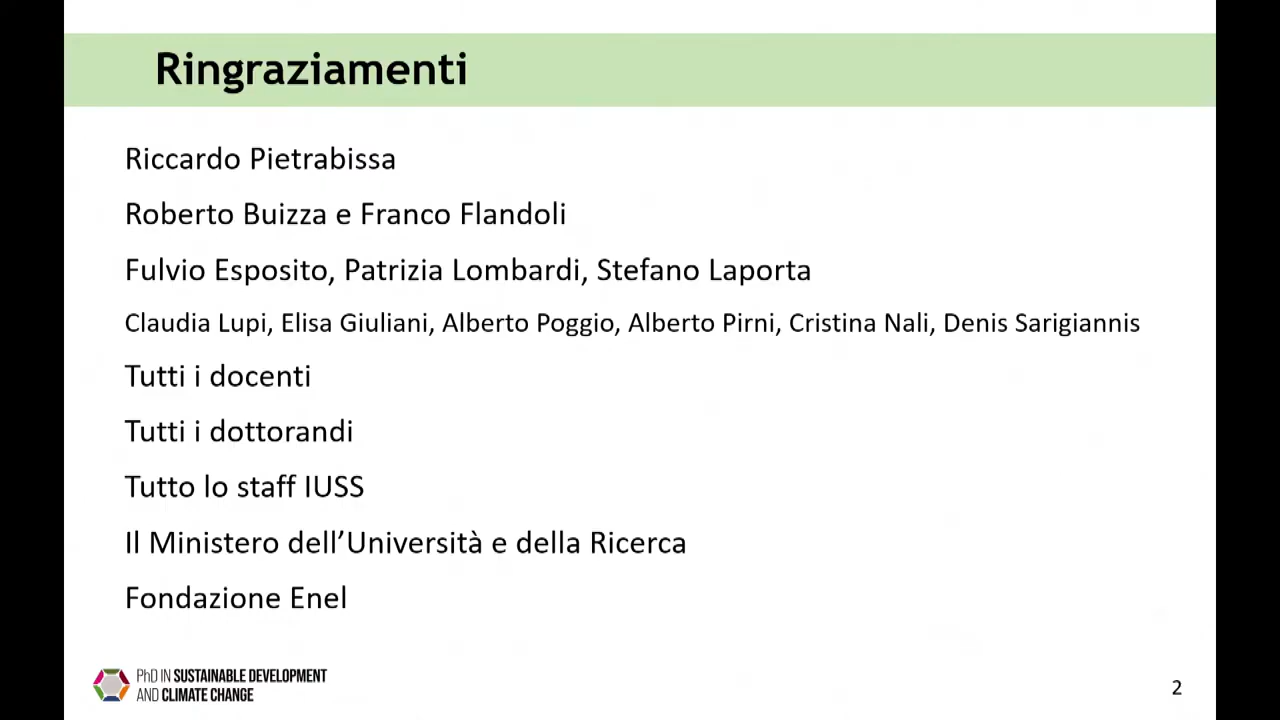 Ringraziamenti
Riccardo Pietrabissa
Roberto Buizza e Franco Flandoli
Fulvio Esposito, Patrizia Lombardi, Stefano Laporta
Claudia Lupi, Elisa Giuliani, Alberto Poggio, Alberto Pirni, Cristina Nali, Denis Sarigiannis
Tutti i docenti
Tutti i dottorandi
Tutto lo staff IUSS
Il Ministero dell’Università e della Ricerca
Fondazione Enel
PhD IN SUSTAINABLE DEVELOPMENT
AND CLIMATE CHANGE
2